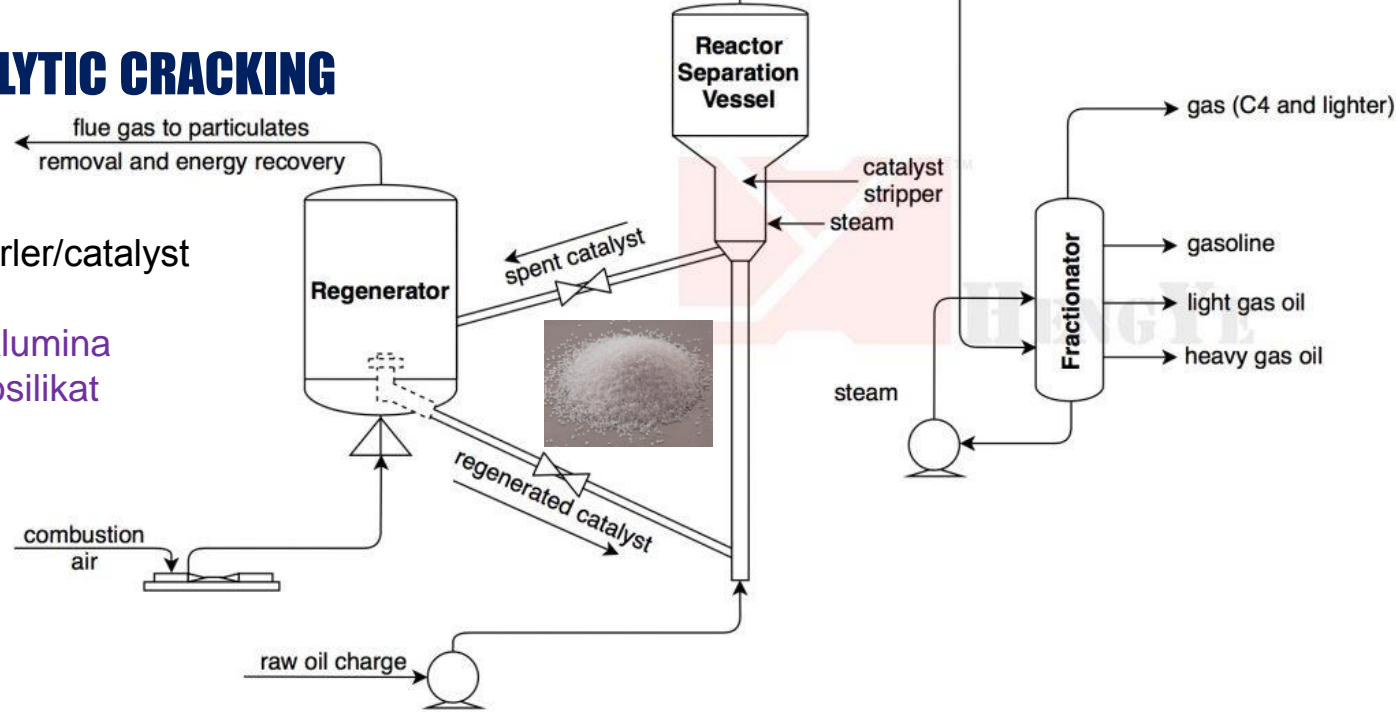 LYTIC CRACKING
flue gas to particulates
removal and energy recovery
rler/catalyst
lumina
silikat
Regenerator
combustion
air
raw oil charge
spent catalyst
regenerated catalyst
Reactor
Separation
Vessel
catalyst
stripper
steam
TM
HENGYE
steam
Fractionator
gas (C4 and lighter)
gasoline
light gas oil
heavy gas oil